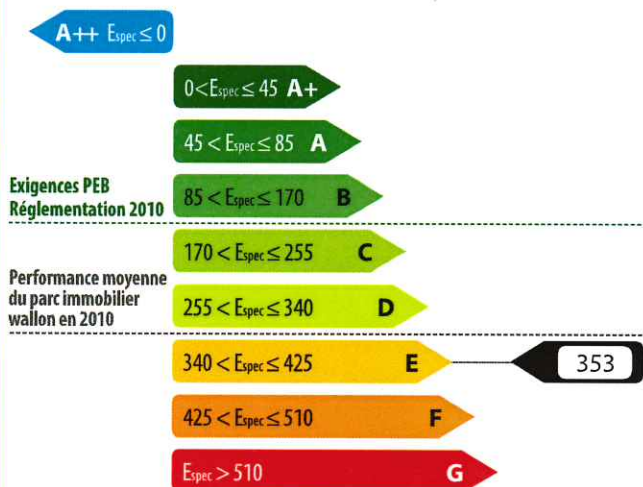 A++ Espec ≤ 0
0 < Espec ≤ 45 A+
45 < Espec ≤ 85 A
Exigences PEB
Réglementation 2010
85 < Espec ≤ 170 B
170 < Espec ≤ 255 C
Performance moyenne
du parc immobilier
wallon en 2010
255 < Espec ≤ 340 D
340 < Espec ≤ 425 E
353
425 < Espec ≤ 510 F
Espec > 510 G